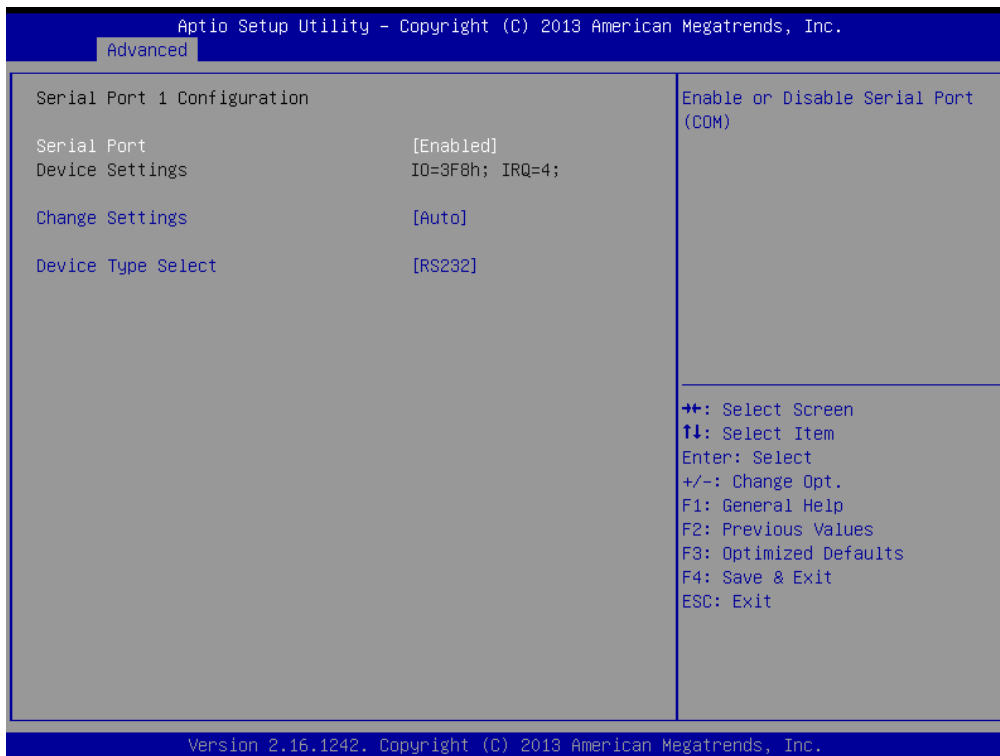 Aptio Setup Utility – Copyright (C) 2013 American Megatrends, Inc.
Advanced
Serial Port 1 Configuration
Serial Port [Enabled]
Device Settings IO=3F8h; IRQ=4;
Change Settings [Auto]
Device Type Select [RS232]
Enable or Disable Serial Port
(COM)
→←: Select Screen
↑↓: Select Item
Enter: Select
+/-: Change Opt.
F1: General Help
F2: Previous Values
F3: Optimized Defaults
F4: Save & Exit
ESC: Exit
Version 2.16.1242. Copyright (C) 2013 American Megatrends, Inc.